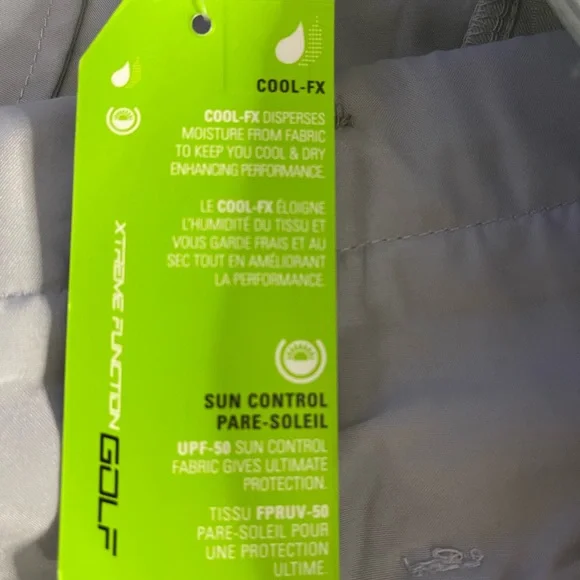 COOL-FX
COOL-FX DISPERSES
MOISTURE FROM FABRIC
TO KEEP YOU COOL & DRY
ENHANCING PERFORMANCE.
LE COOL-FX ÉLOIGNE
L'HUMIDITÉ DU TISSU ET
VOUS GARDE FRAIS ET AU
SEC TOUT EN AMÉLIORANT
LA PERFORMANCE.
SUN CONTROL
PARE-SOLEIL
UPF-50 SUN CONTROL
FABRIC GIVES ULTIMATE
PROTECTION.
TISSU FPRUV-50
PARE-SOLEIL POUR
UNE PROTECTION
ULTIME.
XTREME FUNCTION GOLF